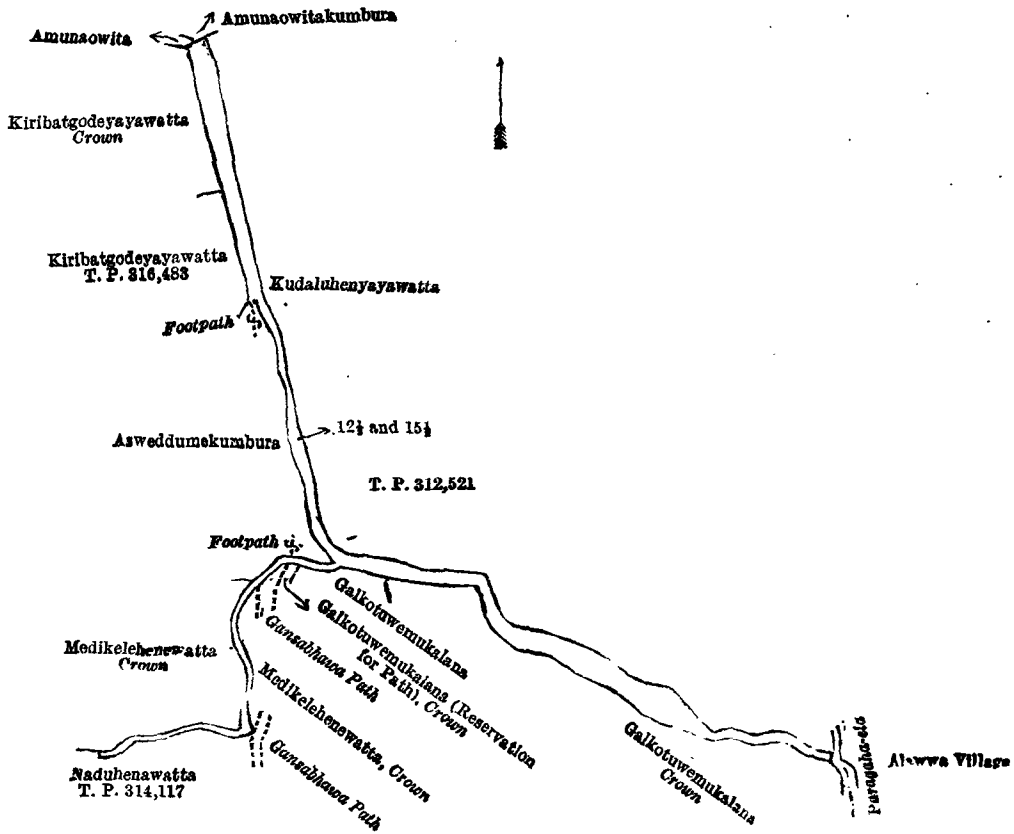 Amunaowitakumbura
Amunaowita
Kiribatgodeyayawatta
Crown
Kiribatgodeyayawatta
T. P. 316,483
Kudaluhenyayawatta
Footpath
Asweddumekumbura
12½ and 15½
T. P. 312,521
Footpath
Galkotuwemukalana
Galkotuwemukalana (Reservation
for Path), Crown
Gansabhawa Path
Medikelehenewatta
Crown
Medikelehenewatta, Crown
Gansabhawa Path
Naduhenawatta
T. P. 314,117
Galkotuwemukalana
Crown
Paragaha-ela
Alawwa Village